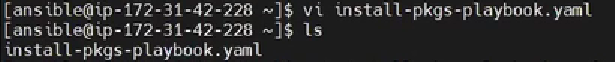 [ansible@ip-172-31-42-228 ~]$ vi install-pkgs-playbook.yaml
[ansible@ip-172-31-42-228 ~]$ ls
install-pkgs-playbook.yaml